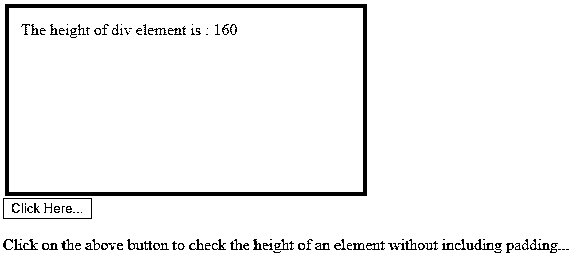 The height of div element is : 160
Click Here...
Click on the above button to check the height of an element without including padding...